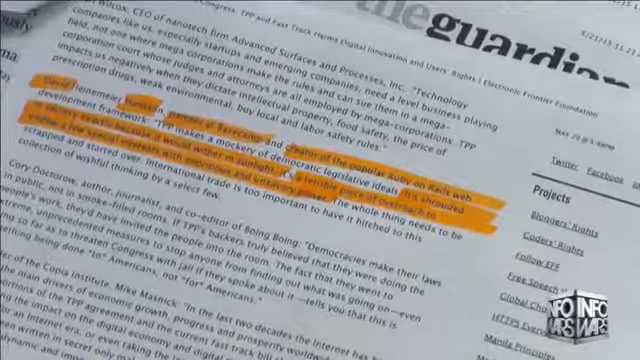 Congress. TPP and Fast Track Harms Digital Innovation and Users' Rights | Electronic Frontier Foundation
the guardian
5/21/15 11:21
iously
Wilcox, CEO of nanotech firm Advanced Surfaces and Processes, Inc. "Technology
companies like us, especially startups and emerging companies, need a level business playing
field, not one where mega corporations make the rules and can sue them in a mega-
corporation court whose judges and attorneys are all employed by mega-corporations. TPP
impacts us negatively when they dictate intellectual property, food safety, the price of
prescription drugs, weak environmental, buy local and labor safety rules."
David Heinemeier Hansson, partner at Basecamp and creator of the popular Ruby on Rails web
development framework: "TPP makes a mockery of democratic legislative ideals. It's shrouded
in secrecy exactly because it would wither in sunlight. It's a terrible piece of overreach to
a few special interests with enormous and unsavory The whole thing needs to be
scrapped and started over. International trade is too important to have it hitched to this
collection of wishful thinking by a select few.
Cory Doctorow, author, journalist, and co-editor of Boing Boing: "Democracies make their laws
in public, not in smoke-filled rooms. If TPP's backers truly believed that they were doing the
people's work, they'd have invited the people into the room. The fact that they went to
extreme, unprecedented measures to stop anyone from finding out what was going on—even
going so far as to threaten Congress with jail if they spoke about it—tells you that this is
something being done "to" Americans, not "for" Americans."
of the Copia Institute, Mike Masnick: "In the last two decades the Internet has
the main drivers of economic growth, progress and prosperity
of the TPP agreement and the current fast track bill
the impact on the digital economy and
an Internet era, or even taking the
written in secret only
MAY 20 @
Twitter Facebook
Projects
Bloggers' Rights
Coders' Rights
Follow EFF
Free Speech
Global
HTTPS
Manila
INFO INFO
WARS WARS